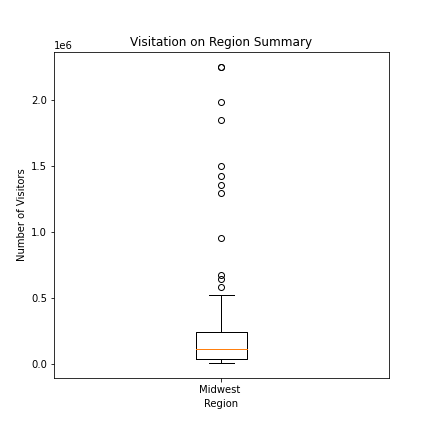 Visitation on Region Summary
1e6
2.0
1.5
1.0
0.5
0.0
Number of Visitors
Midwest
Region